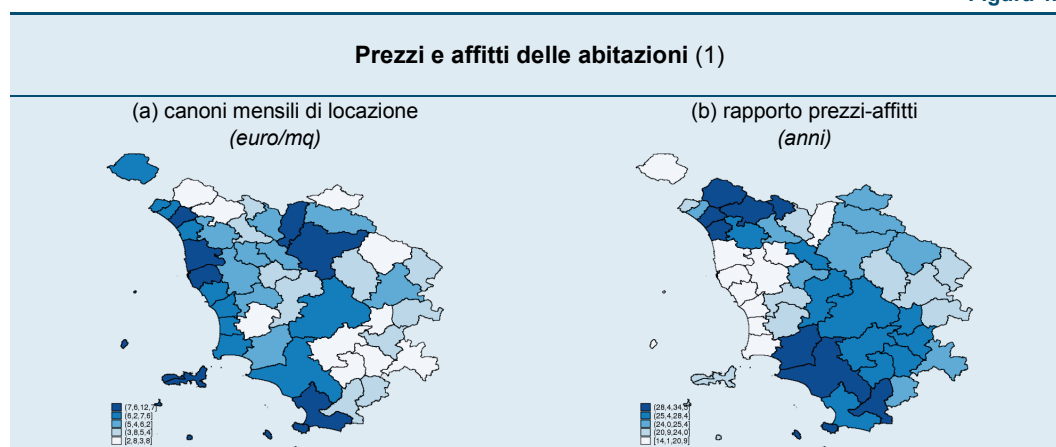 Prezzi e affitti delle abitazioni (1)
(a) canoni mensili di locazione
(euro/mq)
(b) rapporto prezzi-affitti
(anni)
(7,6,12,7]
(6,2,7,6]
(5,4,6,2]
(3,8,5,4]
[2,8,3,8]
(28,4,34,5]
(25,4,28,4]
(24,0,25,4]
(20,9,24,0]
[14,1,20,9]